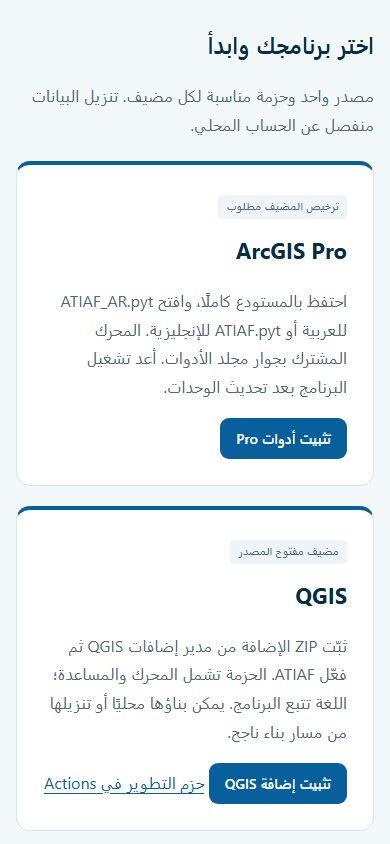 اختر برنامجك وابدأ
مصدر واحد وحزمة مناسبة لكل مضيف. تنزيل البيانات
منفصل عن الحساب المحلي.
ترخيص المضيف مطلوب
ArcGIS Pro
احتفظ بالمستودع كاملًا، وافتح ATIAF_AR.pyt
للعربية أو ATIAF.pyt للإنجليزية. المحرك
المشترك بجوار مجلد الأدوات. أعد تشغيل
البرنامج بعد تحديث الوحدات.
تثبيت أدوات Pro
مضيف مفتوح المصدر
QGIS
ثبّت ZIP الإضافة من مدير إضافات QGIS ثم
فعّل ATIAF. الحزمة تشمل المحرك والمساعدة؛
اللغة تتبع البرنامج. يمكن بناؤها محليًا أو تنزيلها
من مسار بناء ناجح.
تثبيت إضافة QGIS حزم التطوير في Actions